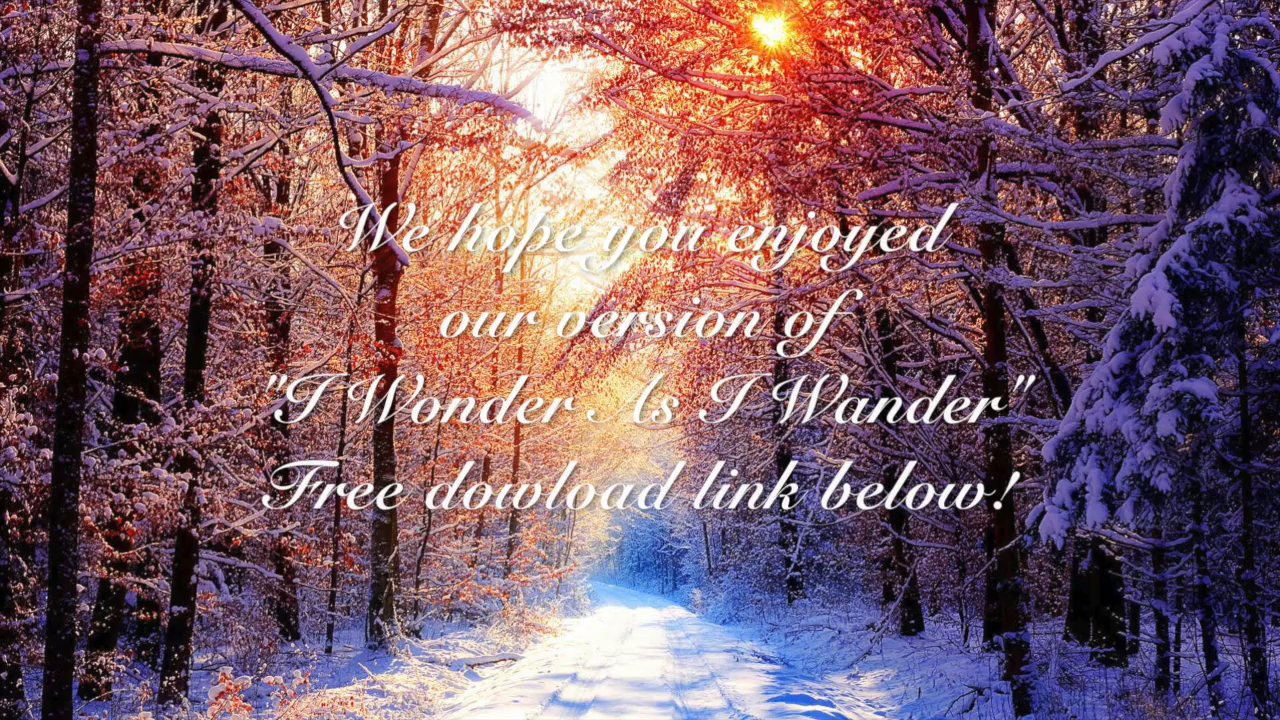 We hope you enjoyed
our version of
"I Wonder As I Wander"
Free dowload link below!